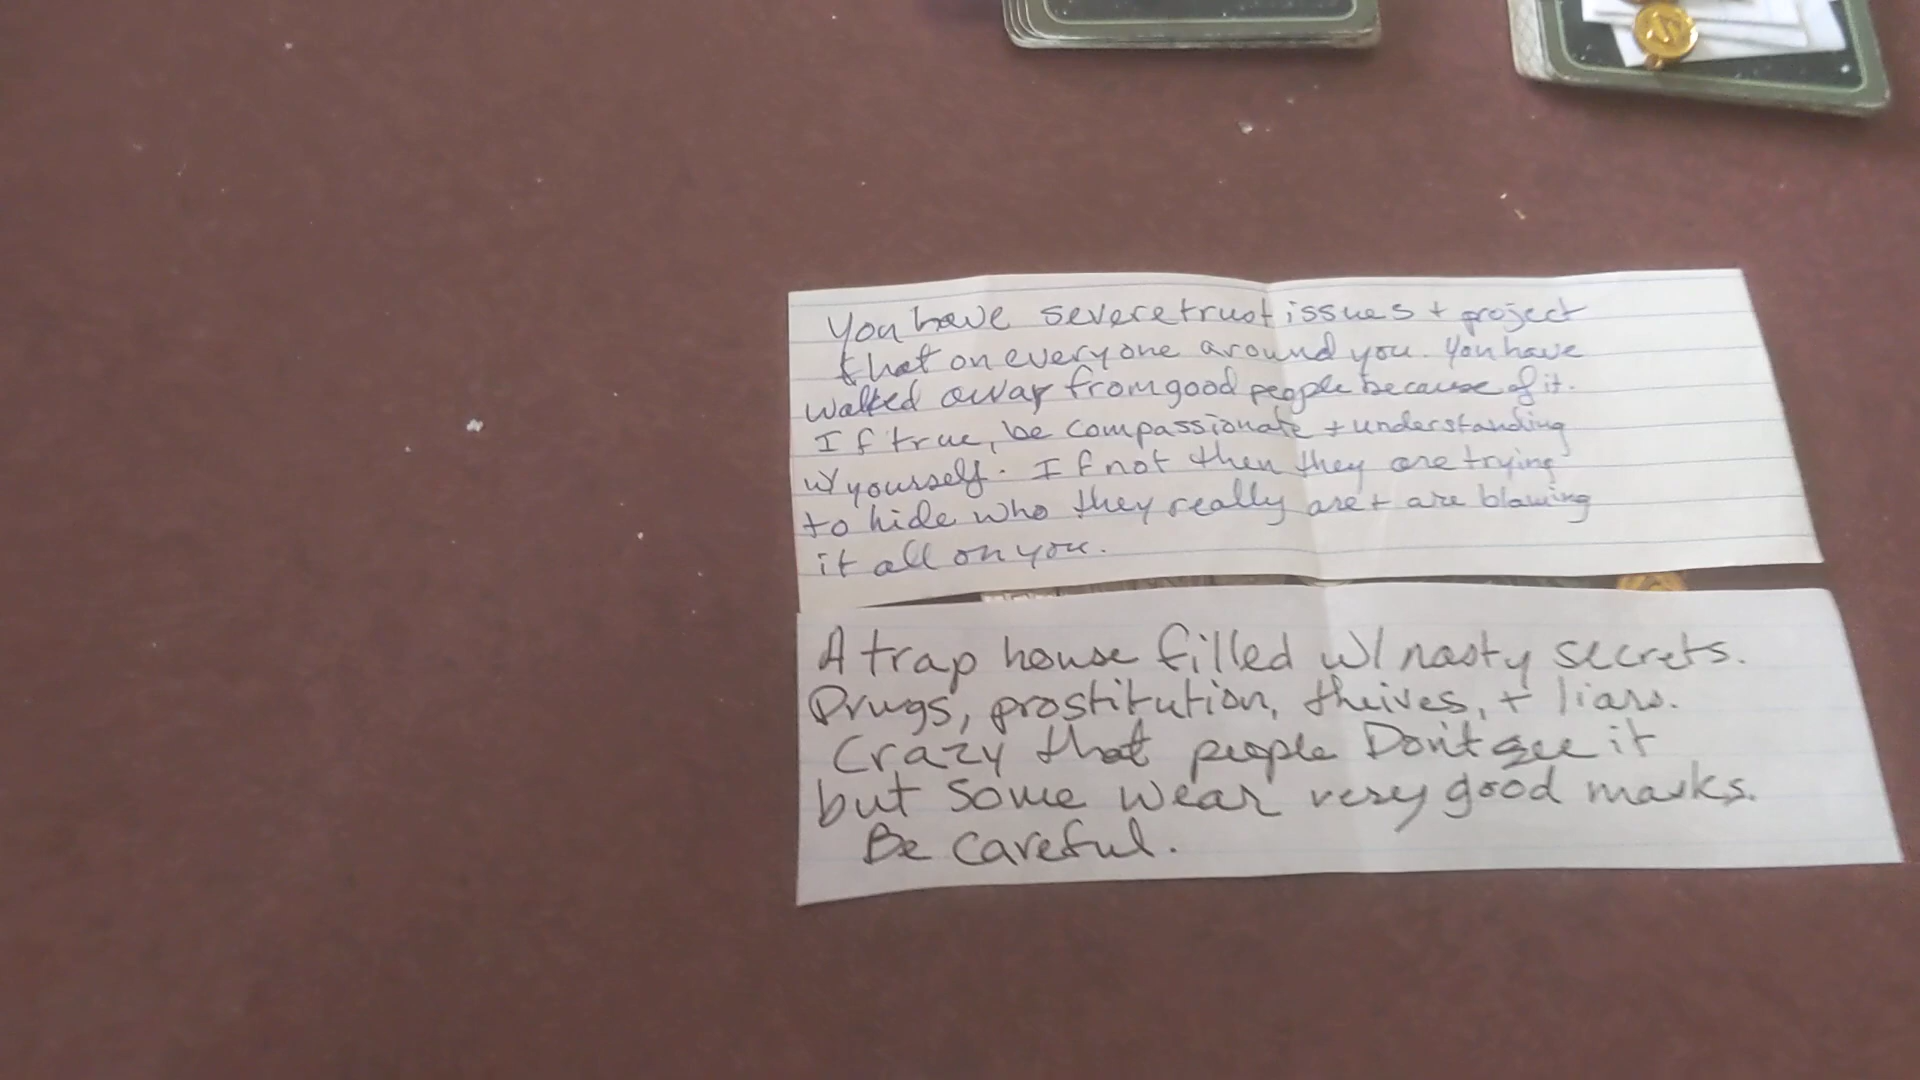 You have severe trust issues + project
that on everyone around you. You have
walked away from good people because of it.
If true, be compassionate + understanding
w/ yourself. If not then they are trying
to hide who they really are + are blaming
it all on you.
A trap house filled w/ nasty secrets.
Drugs, prostitution, theives, + liars.
Crazy that people Don't see it
but some wear very good masks.
Be careful.